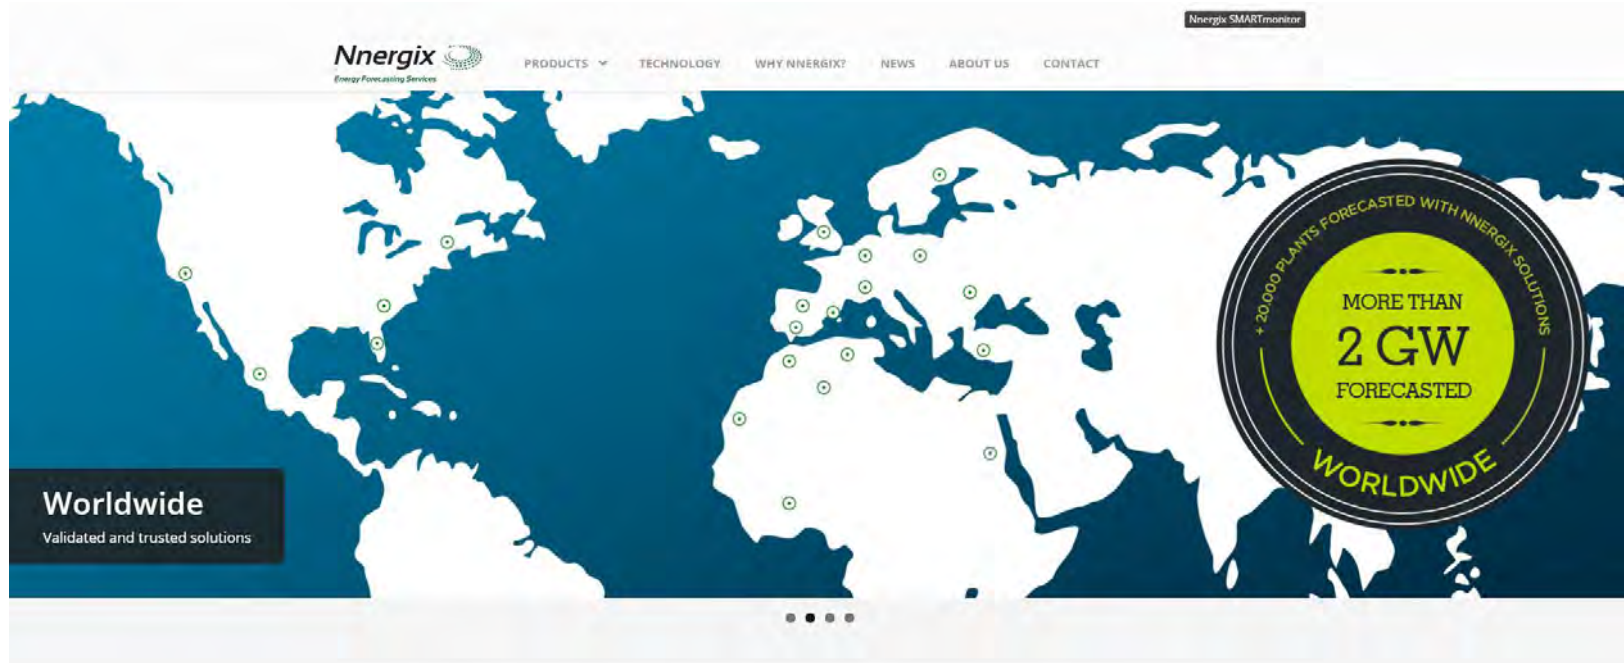 Nnergix SMARTmonitor
Nnergix
Energy Forecasting Services
PRODUCTS
TECHNOLOGY
WHY NNERGIX?
NEWS
ABOUT US
CONTACT
+ 20.000 PLANTS FORECASTED WITH NNERGIX SOLUTIONS
MORE THAN
2 GW
FORECASTED
WORLDWIDE
Worldwide
Validated and trusted solutions